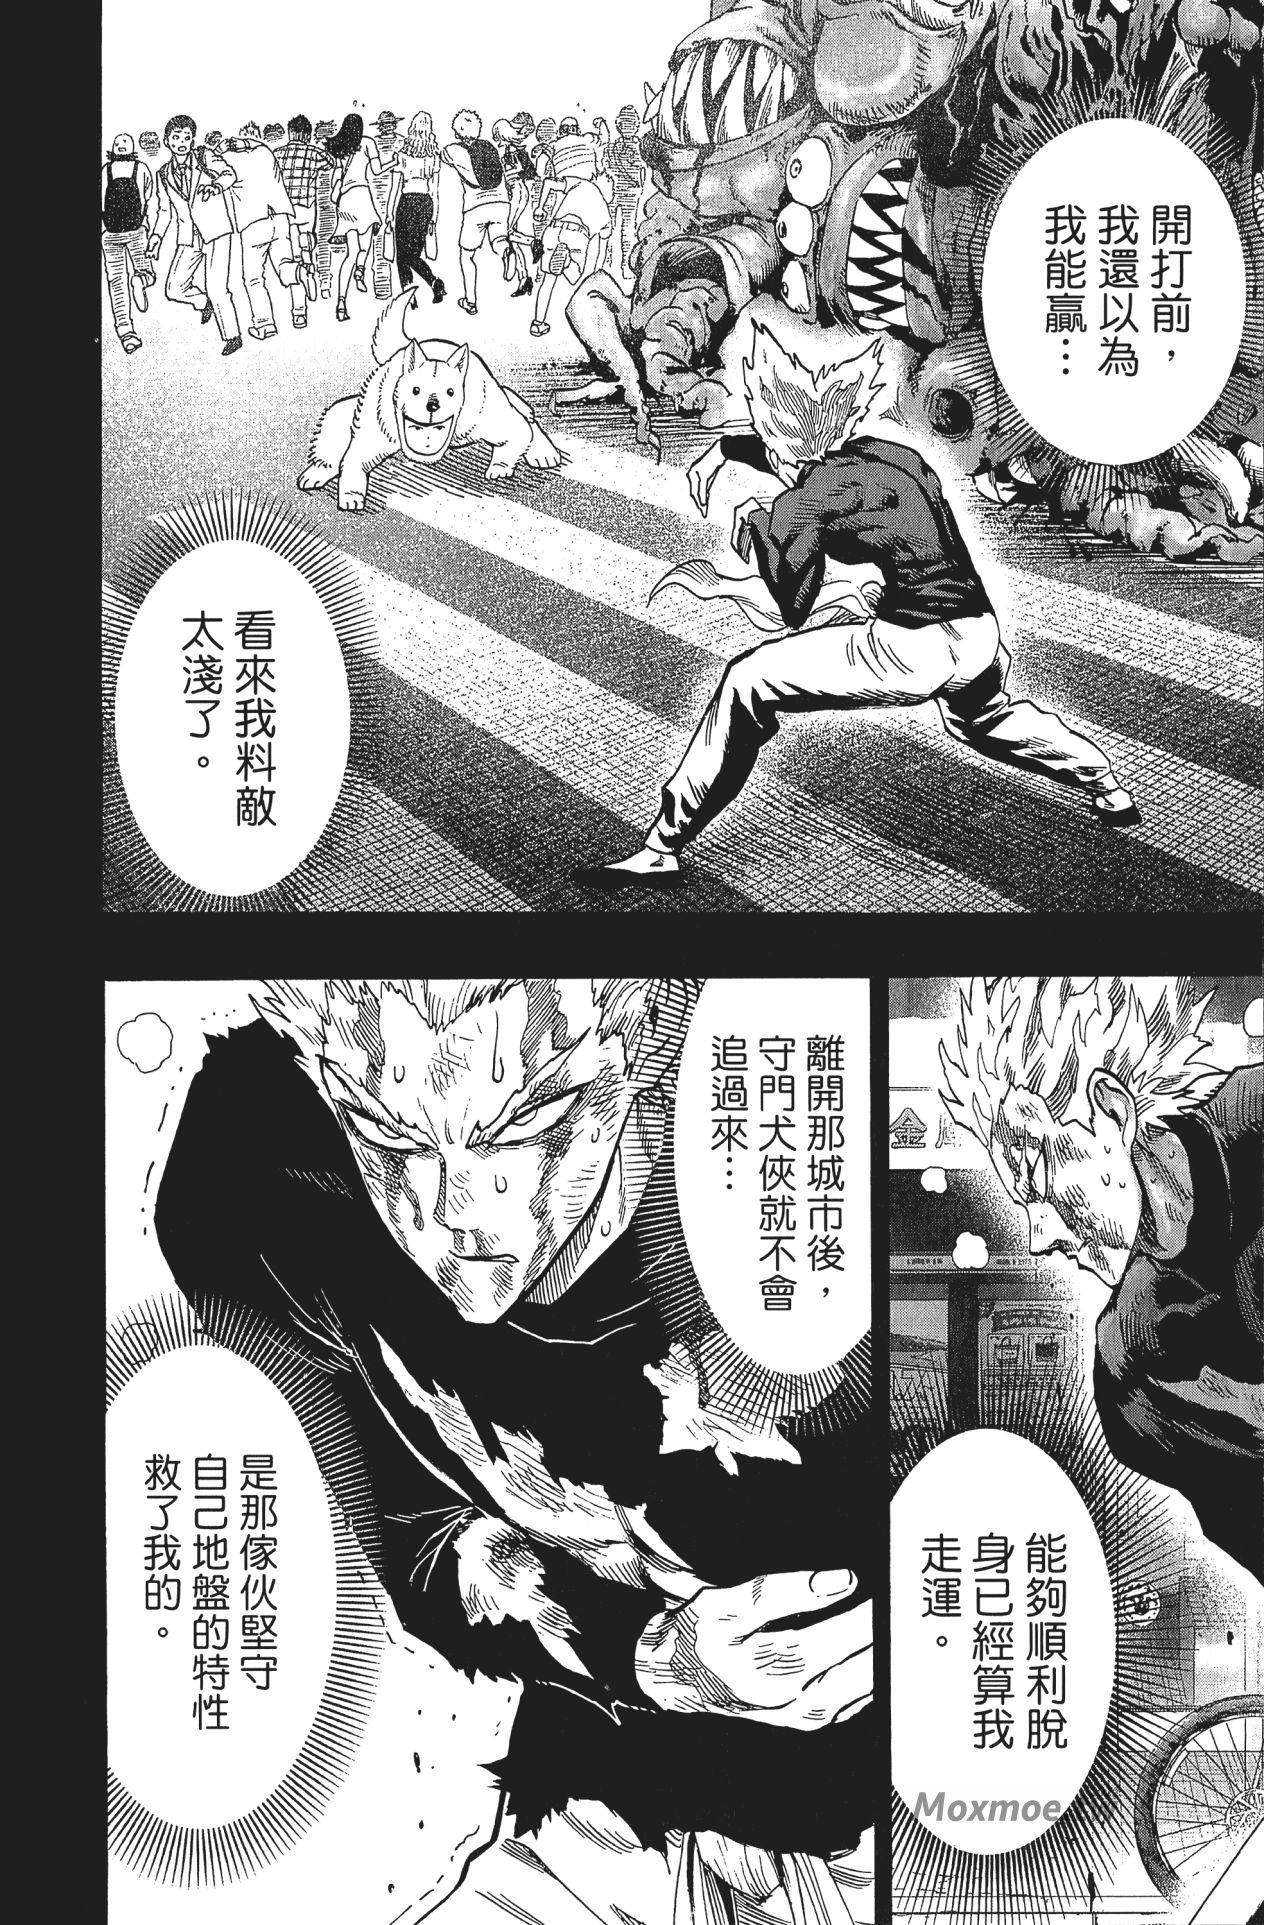 開打前，
我還以為
我能贏…
看來我料敵
太淺了。
金
能夠順利脫
身已經算我
走運。
離開那城市後，
守門犬俠就不會
追過來…
是那傢伙堅守
自己地盤的特性
救了我的。
Moxmoe